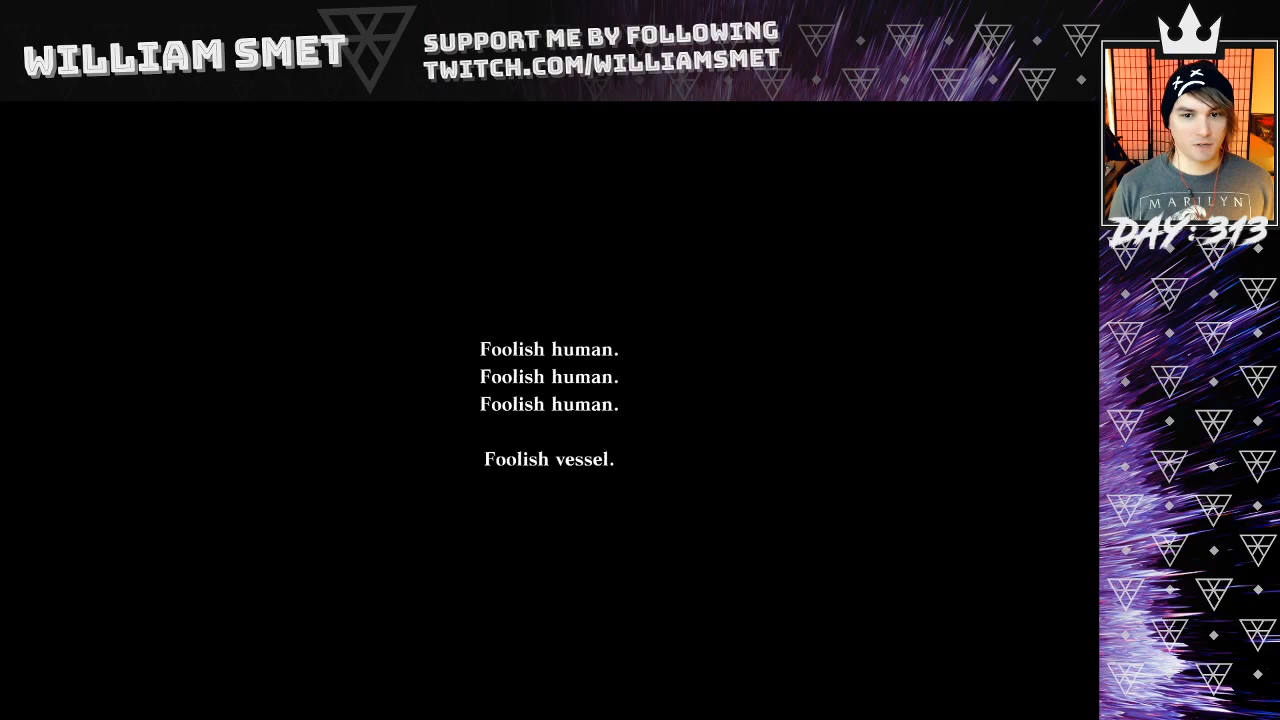 WILLIAM SMET
SUPPORT ME BY FOLLOWING
TWITCH.COM/WILLIAMSMET
MARILYN
DAY: 313
Foolish human.
Foolish human.
Foolish human.
Foolish vessel.